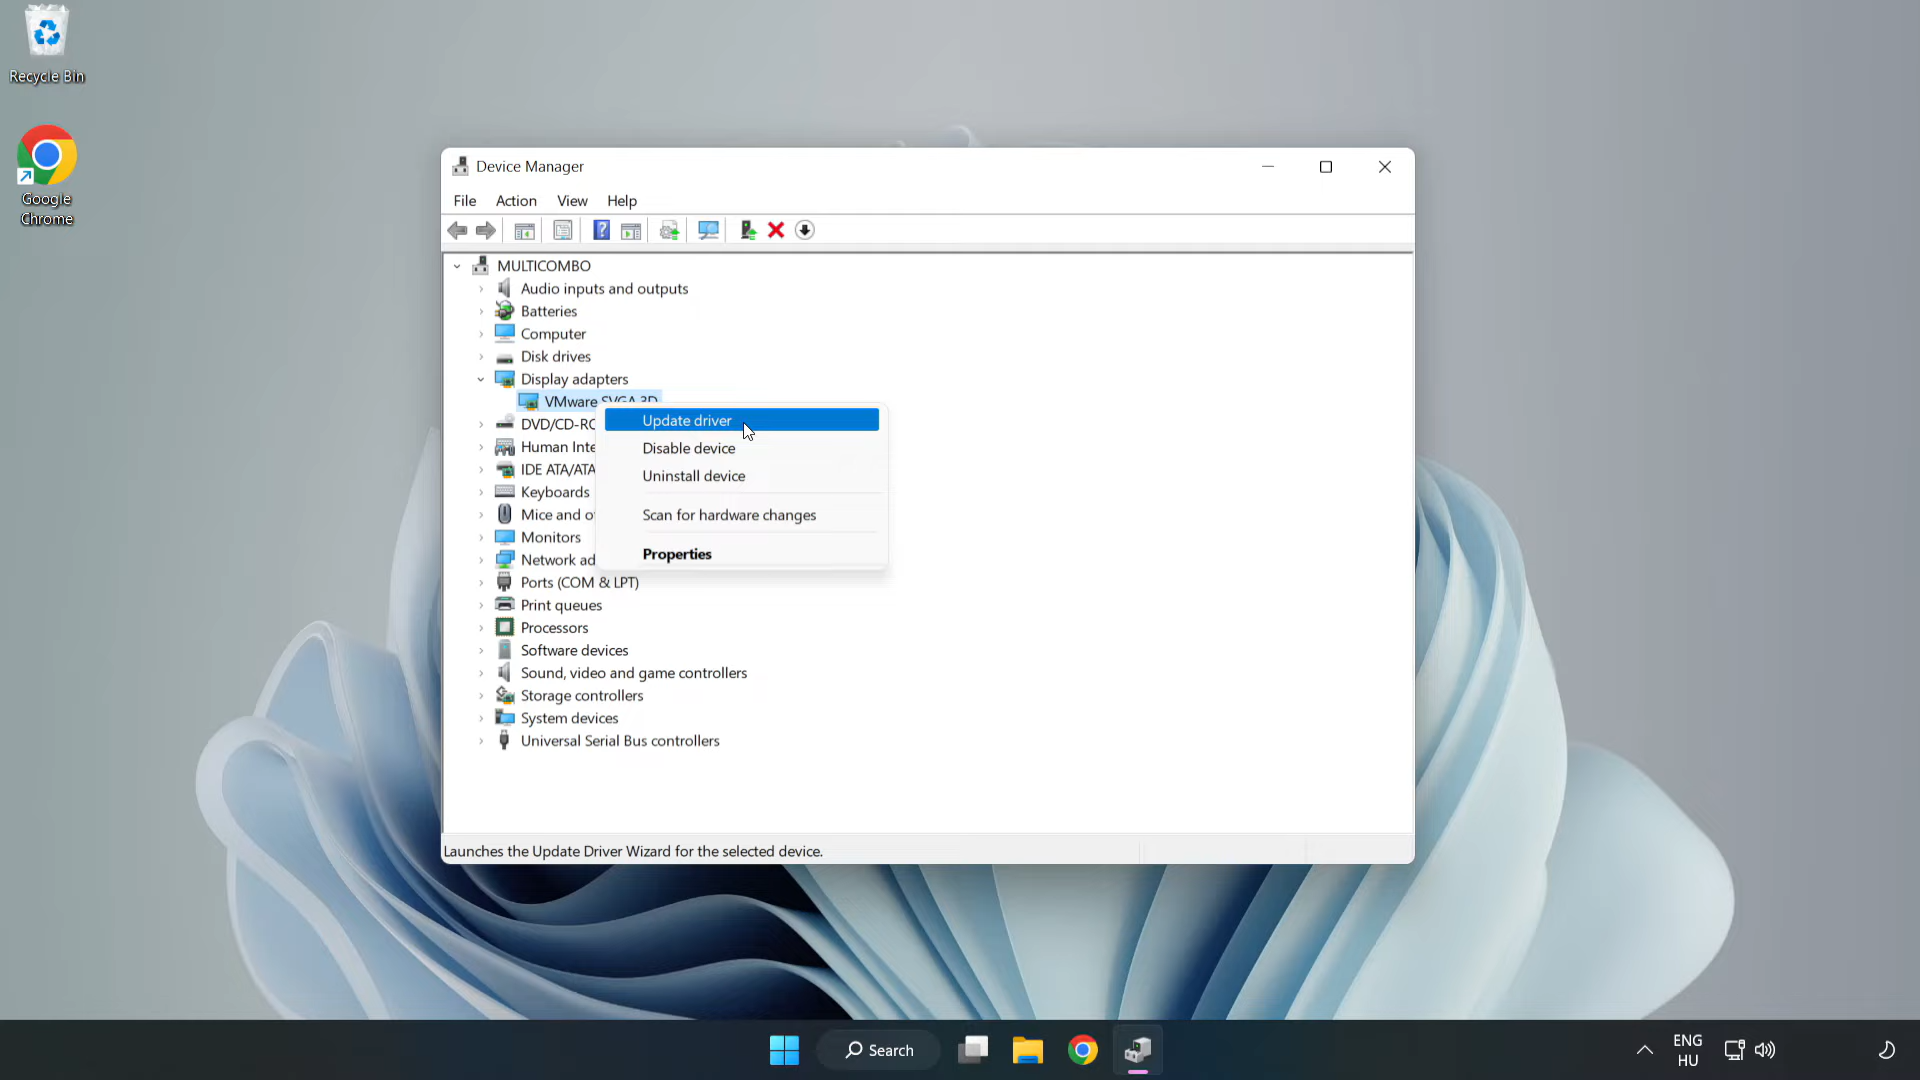 Recycle Bin
Google
Chrome
Device Manager
File Action View Help
MULTICOMBO
Audio inputs and outputs
Batteries
Computer
Disk drives
Display adapters
VMware SVGA 3D
DVD/CD-RO
Human Inte
IDE ATA/ATA
Keyboards
Mice and o
Monitors
Network ad
Ports (COM & LPT)
Print queues
Processors
Software devices
Sound, video and game controllers
Storage controllers
System devices
Universal Serial Bus controllers
Update driver
Disable device
Uninstall device
Scan for hardware changes
Properties
Launches the Update Driver Wizard for the selected device.
Search
ENG
HU